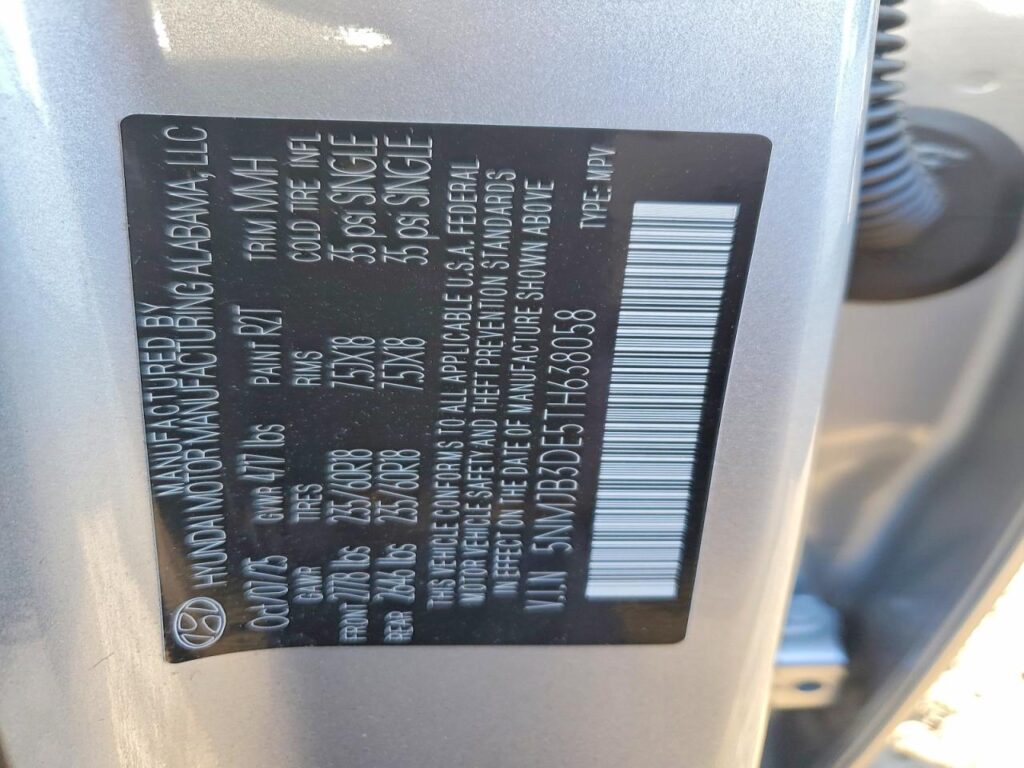 MANUFACTURED BY
HYUNDAI MOTOR MANUFACTURING ALABAMA, LLC
Oct/07/25 GVWR 4,717 lbs PAINT R2T TRIM MMH
GAWR TIRES RIMS COLD TIRE INFL
FRONT 2778 lbs 235/60R18 7.5JX18 35 psi SINGLE
REAR 2646 lbs 235/60R18 7.5JX18 35 psi SINGLE
THIS VEHICLE CONFORMS TO ALL APPLICABLE U.S.A. FEDERAL
MOTOR VEHICLE SAFETY AND THEFT PREVENTION STANDARDS
IN EFFECT ON THE DATE OF MANUFACTURE SHOWN ABOVE
V.I.N 5NMJB3DE5TH638058
TYPE: MPV